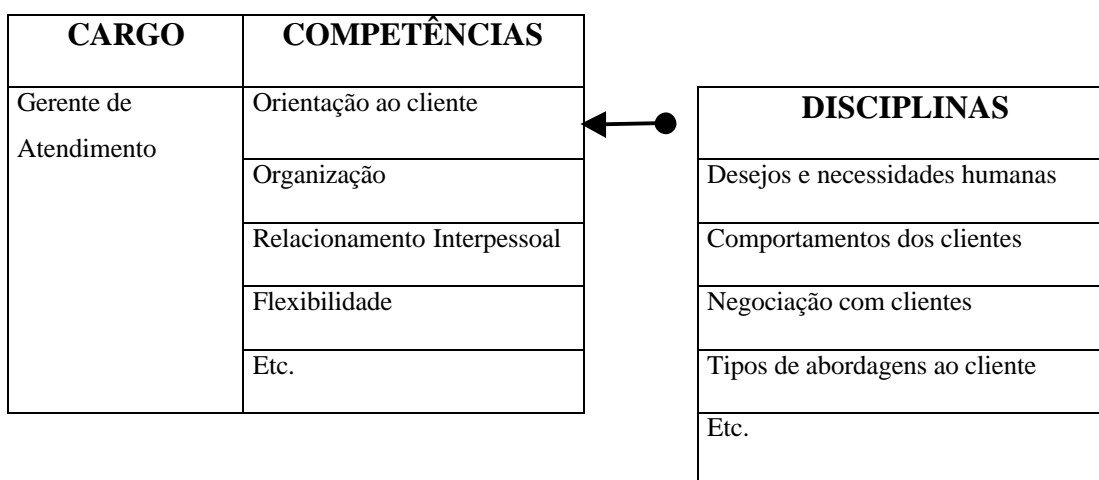 CARGO
COMPETÊNCIAS
Gerente de
Atendimento
Orientação ao cliente
Organização
Relacionamento Interpessoal
Flexibilidade
Etc.
DISCIPLINAS
Desejos e necessidades humanas
Comportamentos dos clientes
Negociação com clientes
Tipos de abordagens ao cliente
Etc.